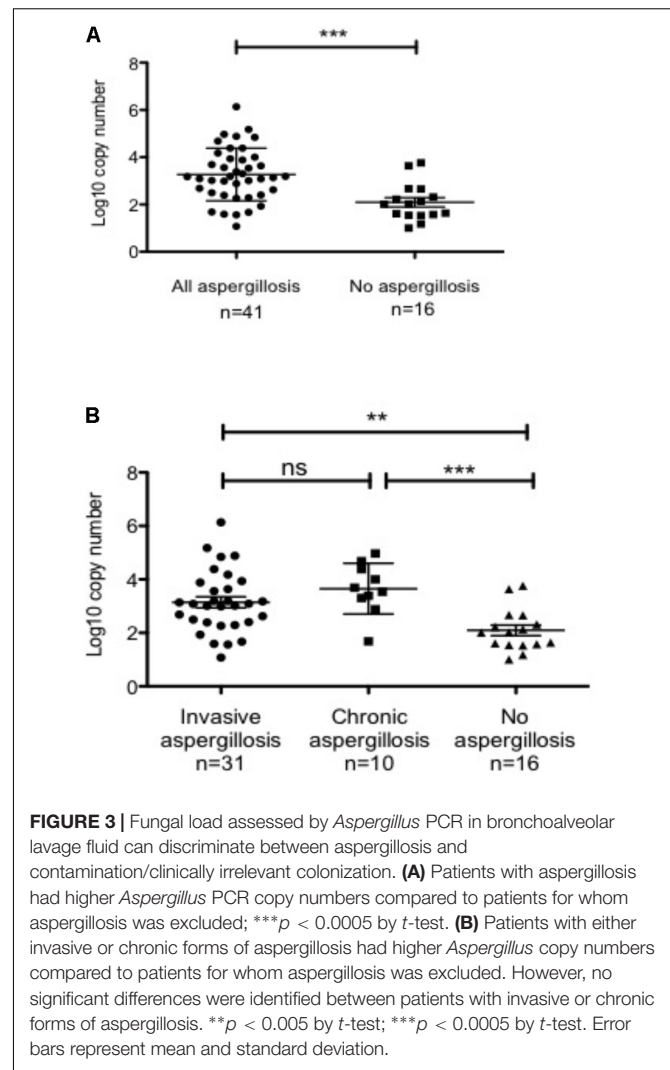 A
***
8
6
4
2
0
Log10 copy number
All aspergillosis
n=41
No aspergillosis
n=16
B
**
ns
***
8
6
4
2
0
Log10 copy number
Invasive
aspergillosis
n=31
Chronic
aspergillosis
n=10
No
aspergillosis
n=16
FIGURE 3 | Fungal load assessed by Aspergillus PCR in bronchoalveolar
lavage fluid can discriminate between aspergillosis and
contamination/clinically irrelevant colonization. (A) Patients with aspergillosis
had higher Aspergillus PCR copy numbers compared to patients for whom
aspergillosis was excluded; ***p < 0.0005 by t-test. (B) Patients with either
invasive or chronic forms of aspergillosis had higher Aspergillus copy numbers
compared to patients for whom aspergillosis was excluded. However, no
significant differences were identified between patients with invasive or chronic
forms of aspergillosis. **p < 0.005 by t-test; ***p < 0.0005 by t-test. Error
bars represent mean and standard deviation.